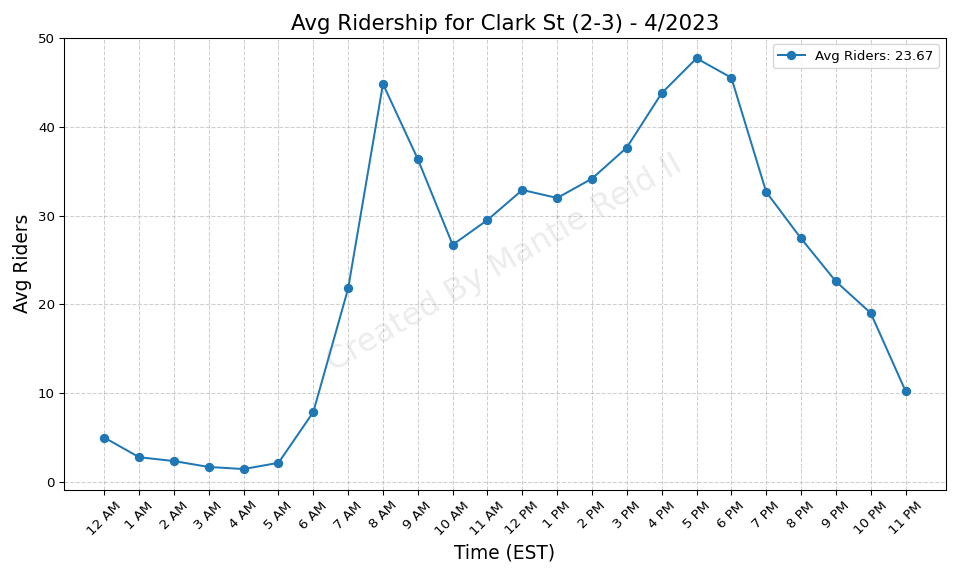 Avg Ridership for Clark St (2-3) - 4/2023
Avg Riders: 23.67
Avg Riders
50
40
30
20
10
0
Created By Mantie Reid II
12 AM
1 AM
2 AM
3 AM
4 AM
5 AM
6 AM
7 AM
8 AM
9 AM
10 AM
11 AM
12 PM
1 PM
2 PM
3 PM
4 PM
5 PM
6 PM
7 PM
8 PM
9 PM
10 PM
11 PM
Time (EST)